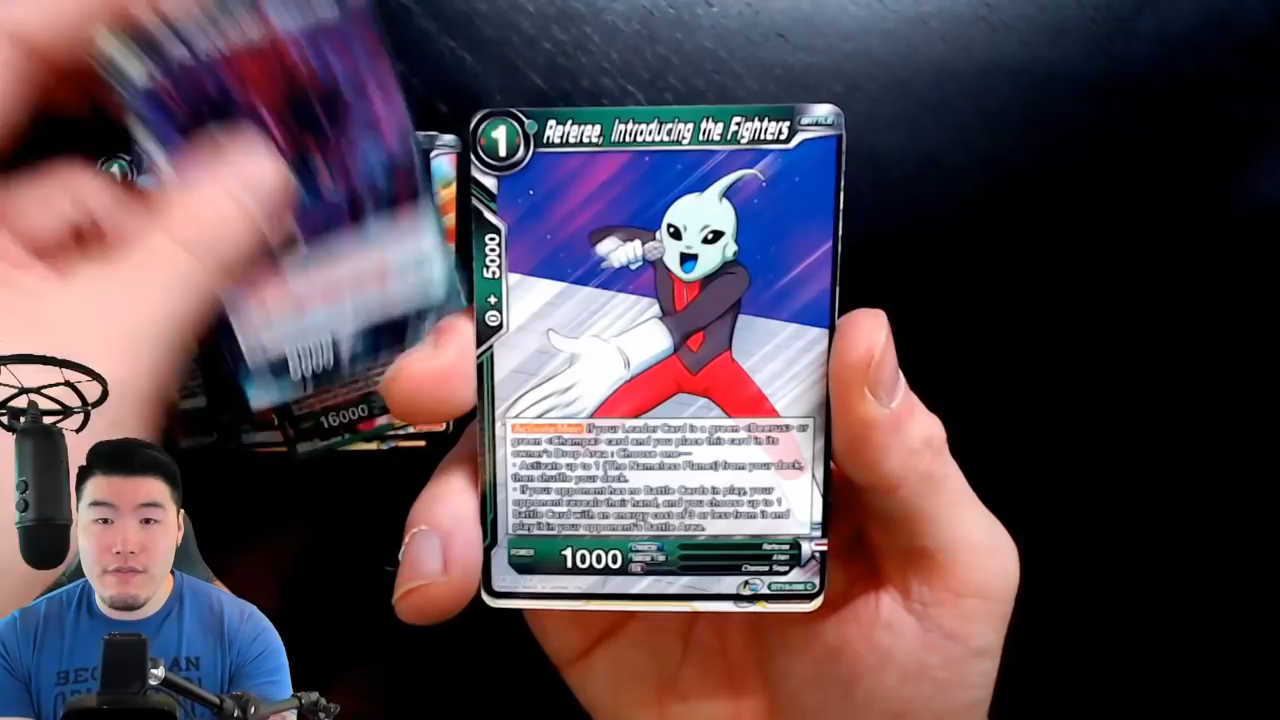 1
Referee, Introducing the Fighters
BATTLE
0 + 5000
Activate:Main If your Leader Card is a green <Beerus> or
green <Champa> card and you place this card in its
owner's Drop Area : Choose one—
· Activate up to 1 {The Nameless Planet} from your deck,
then shuffle your deck.
· If your opponent has no Battle Cards in play, your
opponent reveals their hand, and you choose up to 1
Battle Card with an energy cost of 3 or less from it and
play it in your opponent's Battle Area.
POWER
1000
Referee
Alien
Champa Saga
16000